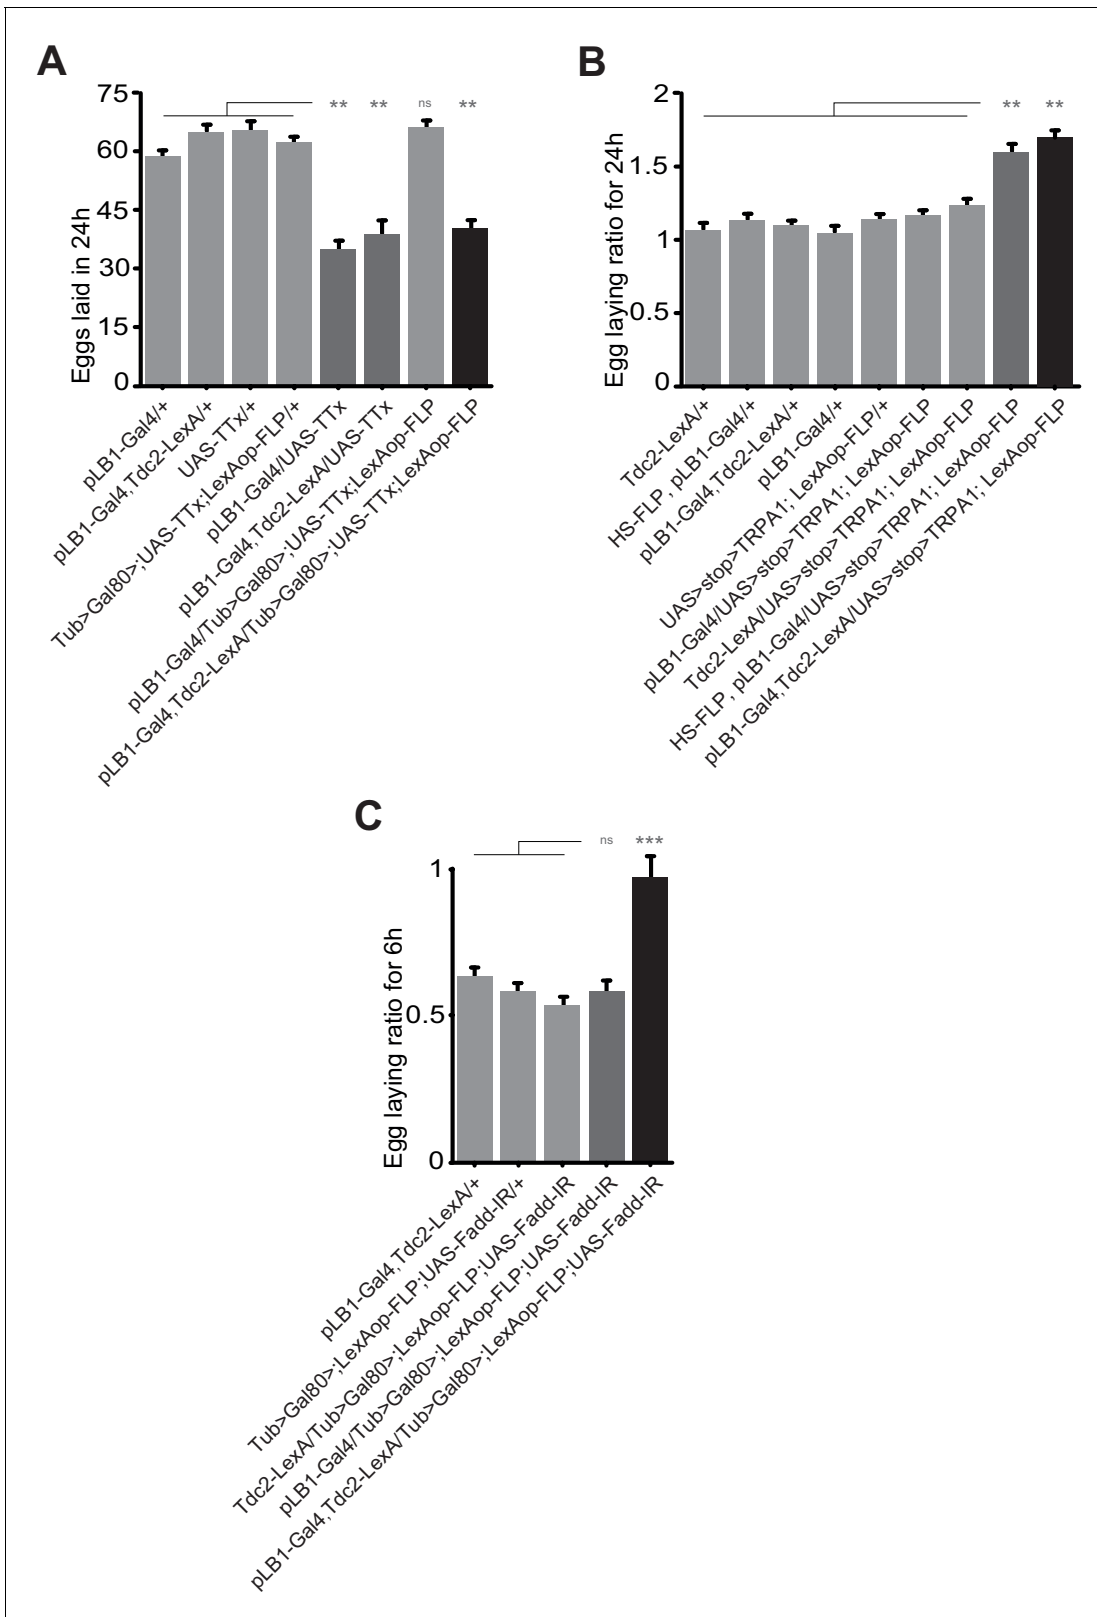 A
75
60
45
30
15
0
Eggs laid in 24h
**
**
ns
**
pLB1-Gal4/+
pLB1-Gal4,Tdc2-LexA/+
UAS-TTx/+
Tub>Gal80>;UAS-TTx;LexAop-FLP/+
pLB1-Gal4/UAS-TTx
pLB1-Gal4,Tdc2-LexA/UAS-TTx
pLB1-Gal4/Tub>Gal80>;UAS-TTx;LexAop-FLP
pLB1-Gal4,Tdc2-LexA/Tub>Gal80>;UAS-TTx;LexAop-FLP
B
2
1.5
1
0.5
0
Egg laying ratio for 24h
**
**
Tdc2-LexA/+
HS-FLP, pLB1-Gal4/+
pLB1-Gal4,Tdc2-LexA/+
pLB1-Gal4/+
UAS>stop>TRPA1; LexAop-FLP/+
pLB1-Gal4/UAS>stop>TRPA1; LexAop-FLP
Tdc2-LexA/UAS>stop>TRPA1; LexAop-FLP
HS-FLP, pLB1-Gal4/UAS>stop>TRPA1; LexAop-FLP
pLB1-Gal4,Tdc2-LexA/UAS>stop>TRPA1; LexAop-FLP
C
1
0.5
0
Egg laying ratio for 6h
ns
***
pLB1-Gal4,Tdc2-LexA/+
Tub>Gal80>;LexAop-FLP;UAS-Fadd-IR/+
Tdc2-LexA/Tub>Gal80>;LexAop-FLP;UAS-Fadd-IR
pLB1-Gal4/Tub>Gal80>;LexAop-FLP;UAS-Fadd-IR
pLB1-Gal4,Tdc2-LexA/Tub>Gal80>;LexAop-FLP;UAS-Fadd-IR